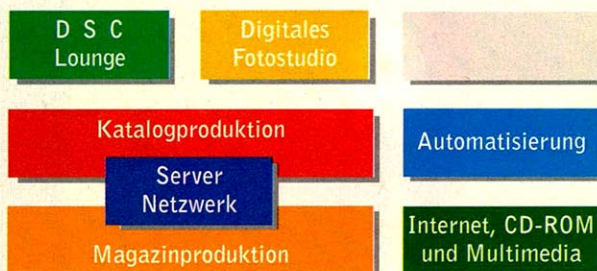 D S C
Lounge
Digitales
Fotostudio
Katalogproduktion
Automatisierung
Server
Netzwerk
Magazinproduktion
Internet, CD-ROM
und Multimedia